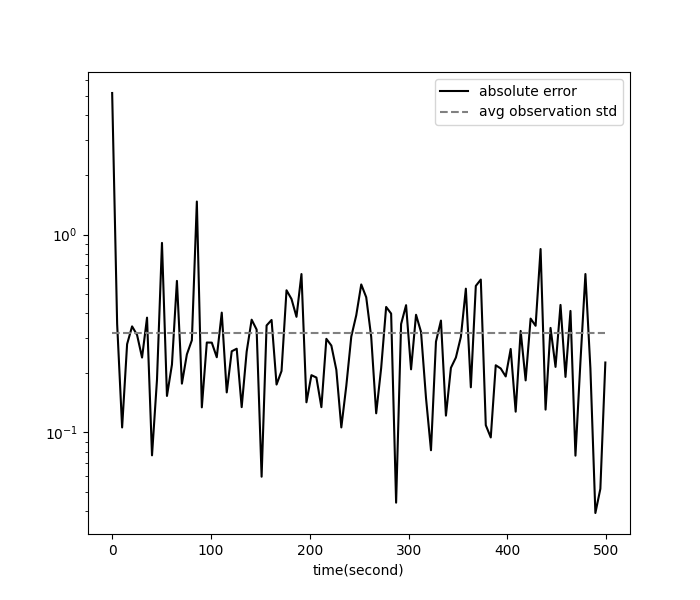 absolute error
avg observation std
10⁰
10⁻¹
0 100 200 300 400 500
time(second)